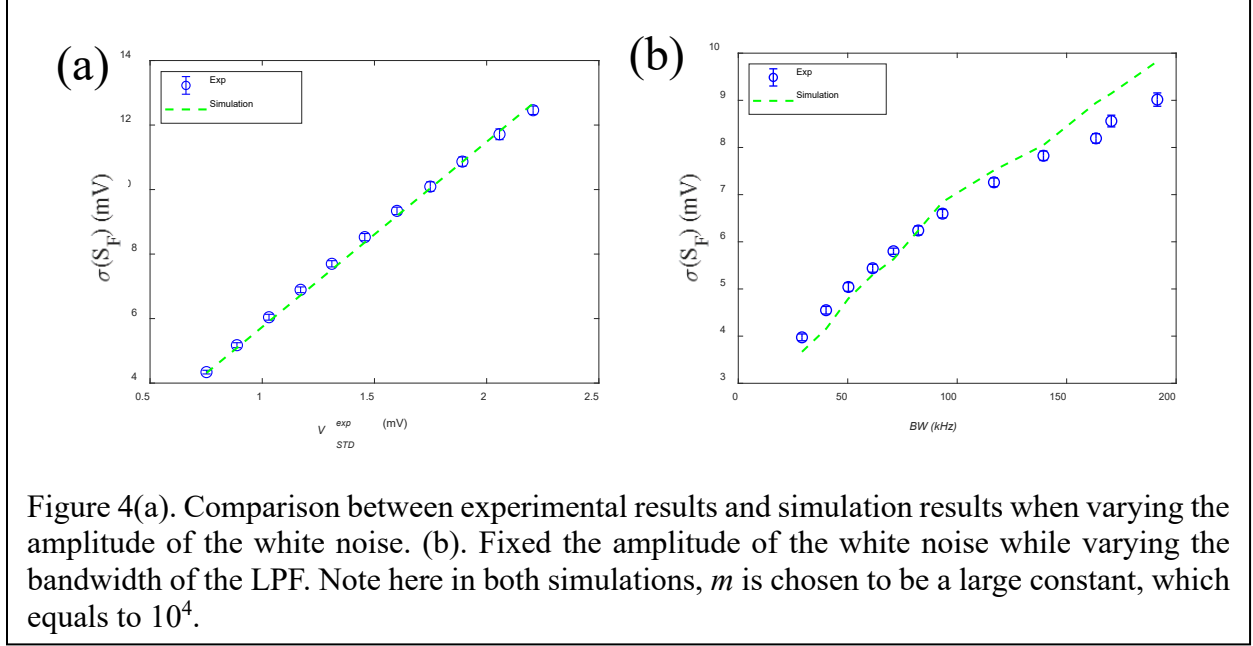 (a)
14
12
)
8
6
4
σ(S_F) (mV)
Exp
Simulation
0.5 1 1.5 2 2.5
V exp STD (mV)
(b)
10
9
8
7
6
5
4
3
σ(S_F) (mV)
Exp
Simulation
0 50 100 150 200
BW (kHz)
Figure 4(a). Comparison between experimental results and simulation results when varying the
amplitude of the white noise. (b). Fixed the amplitude of the white noise while varying the
bandwidth of the LPF. Note here in both simulations, m is chosen to be a large constant, which
equals to 10⁴.